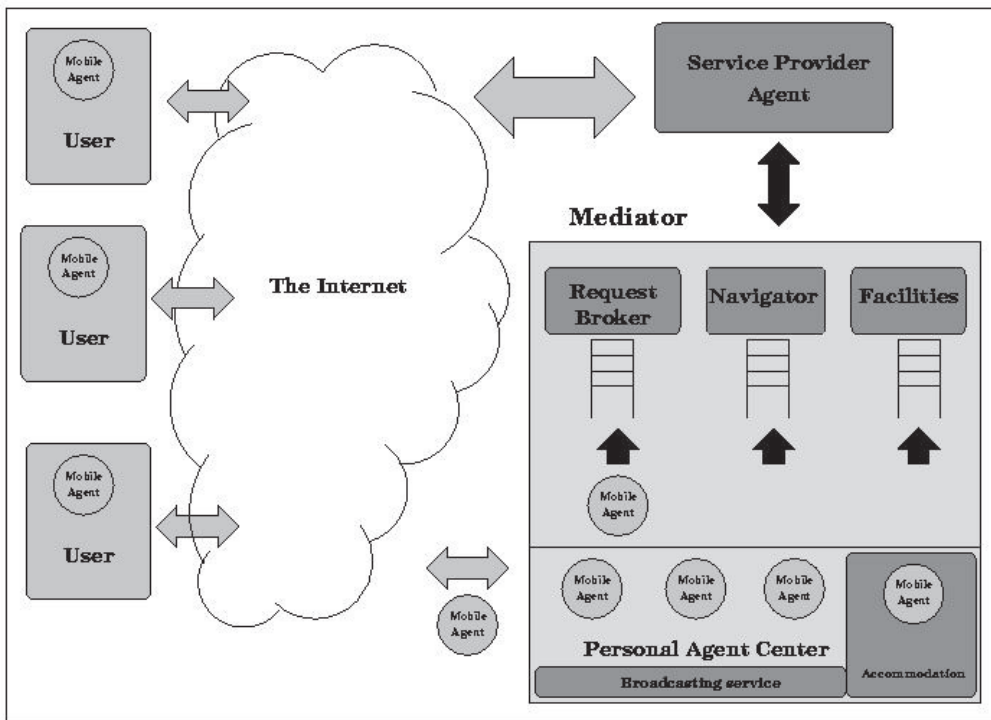 Mobile
Agent
User
Mobile
Agent
User
Mobile
Agent
User
The Internet
Mobile
Agent
Service Provider
Agent
Mediator
Request
Broker
Navigator
Facilities
Mobile
Agent
Mobile
Agent
Mobile
Agent
Mobile
Agent
Mobile
Agent
Personal Agent Center
Accommodation
Broadcasting service